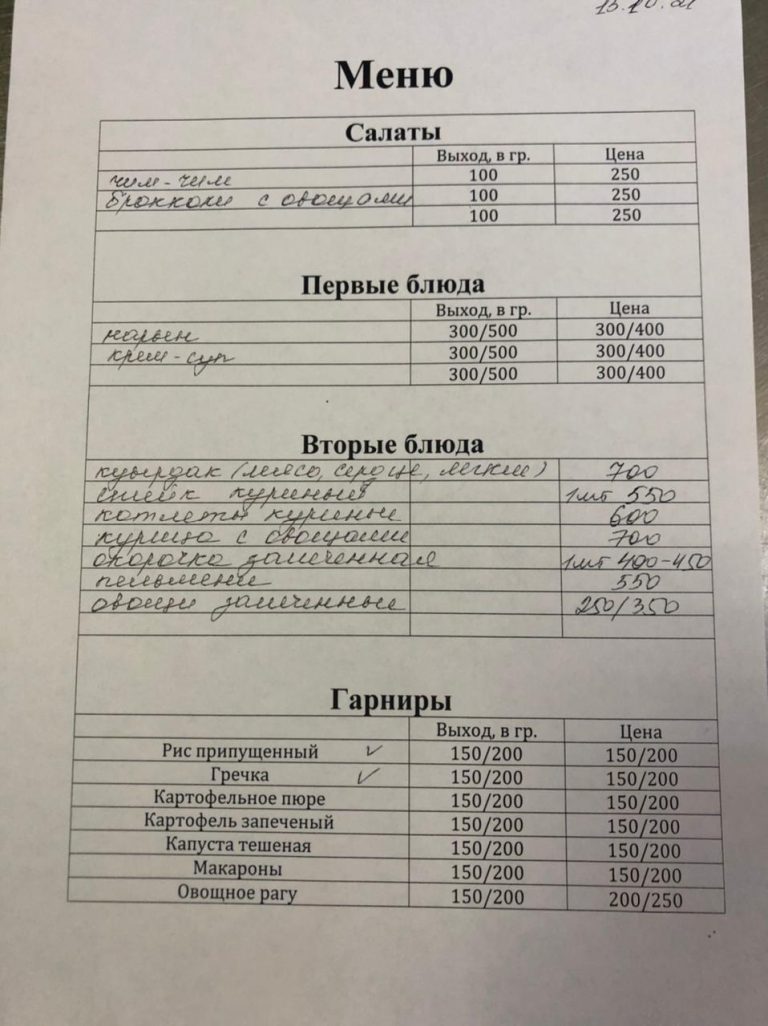 15.10.21
Меню
Салаты
Выход, в гр. Цена
чим-чим 100 250
брокколи с овощами 100 250
100 250
Первые блюда
Выход, в гр. Цена
нарын 300/500 300/400
крем-суп 300/500 300/400
300/500 300/400
Вторые блюда
куырдак (мясо, сердце, легкие) 700
стейк куриный 1шт 550
котлеты куриные 600
курица с овощами 700
окорочка запеченная 1шт 400-450
пельмени 550
овощи запеченные 250/350
Гарниры
Выход, в гр. Цена
Рис припущенный ✓ 150/200 150/200
Гречка ✓ 150/200 150/200
Картофельное пюре 150/200 150/200
Картофель запеченый 150/200 150/200
Капуста тешеная 150/200 150/200
Макароны 150/200 150/200
Овощное рагу 150/200 200/250